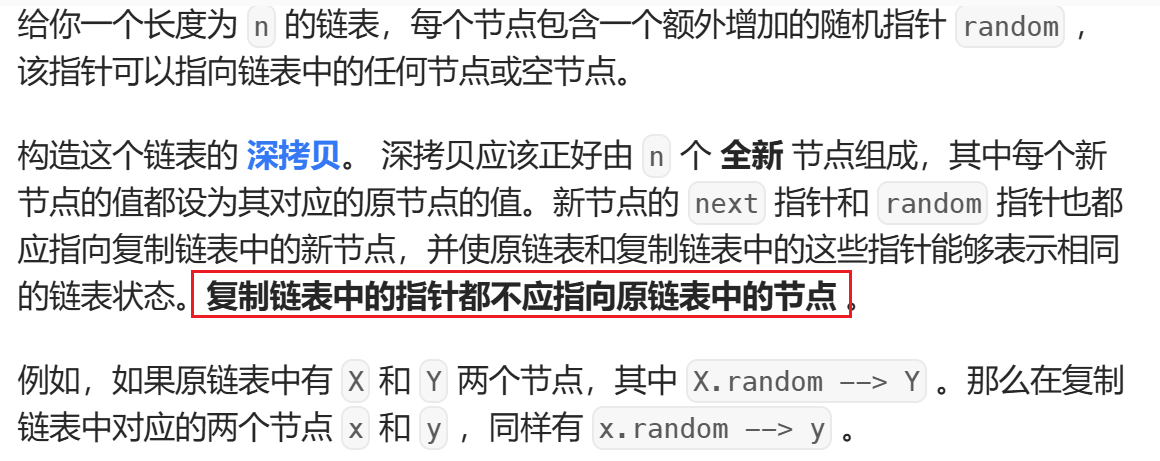 给你一个长度为 n 的链表，每个节点包含一个额外增加的随机指针 random ，
该指针可以指向链表中的任何节点或空节点。
构造这个链表的 深拷贝。 深拷贝应该正好由 n 个 全新 节点组成，其中每个新
节点的值都设为其对应的原节点的值。新节点的 next 指针和 random 指针也都
应指向复制链表中的新节点，并使原链表和复制链表中的这些指针能够表示相同
的链表状态。复制链表中的指针都不应指向原链表中的节点 。
例如，如果原链表中有 X 和 Y 两个节点，其中 X.random --> Y 。那么在复制
链表中对应的两个节点 x 和 y ，同样有 x.random --> y 。